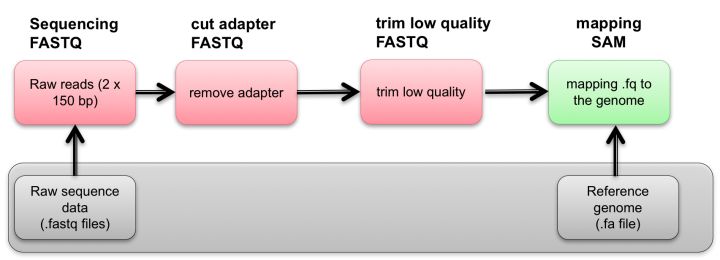 Sequencing
FASTQ
cut adapter
FASTQ
trim low quality
FASTQ
mapping
SAM
Raw reads (2 x
150 bp)
remove adapter
trim low quality
mapping .fq to
the genome
Raw sequence
data
(.fastq files)
Reference
genome
(.fa file)